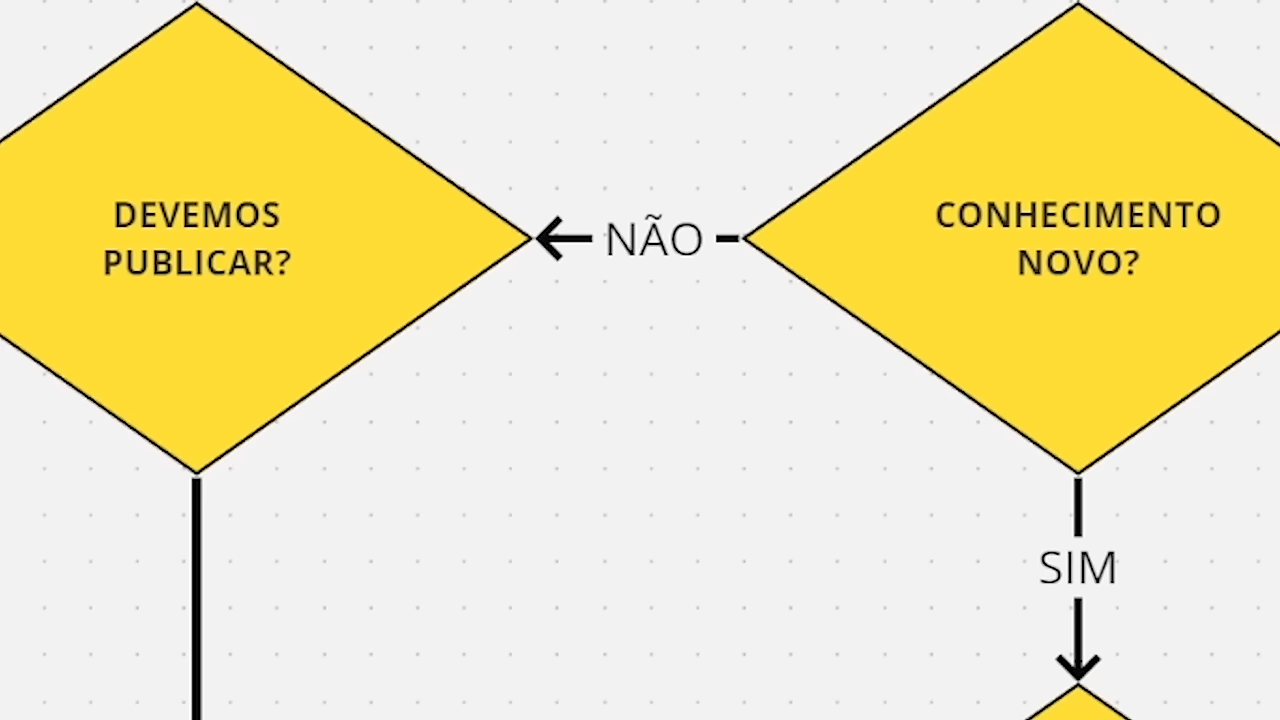 DEVEMOS
PUBLICAR?
NÃO
CONHECIMENTO
NOVO?
SIM